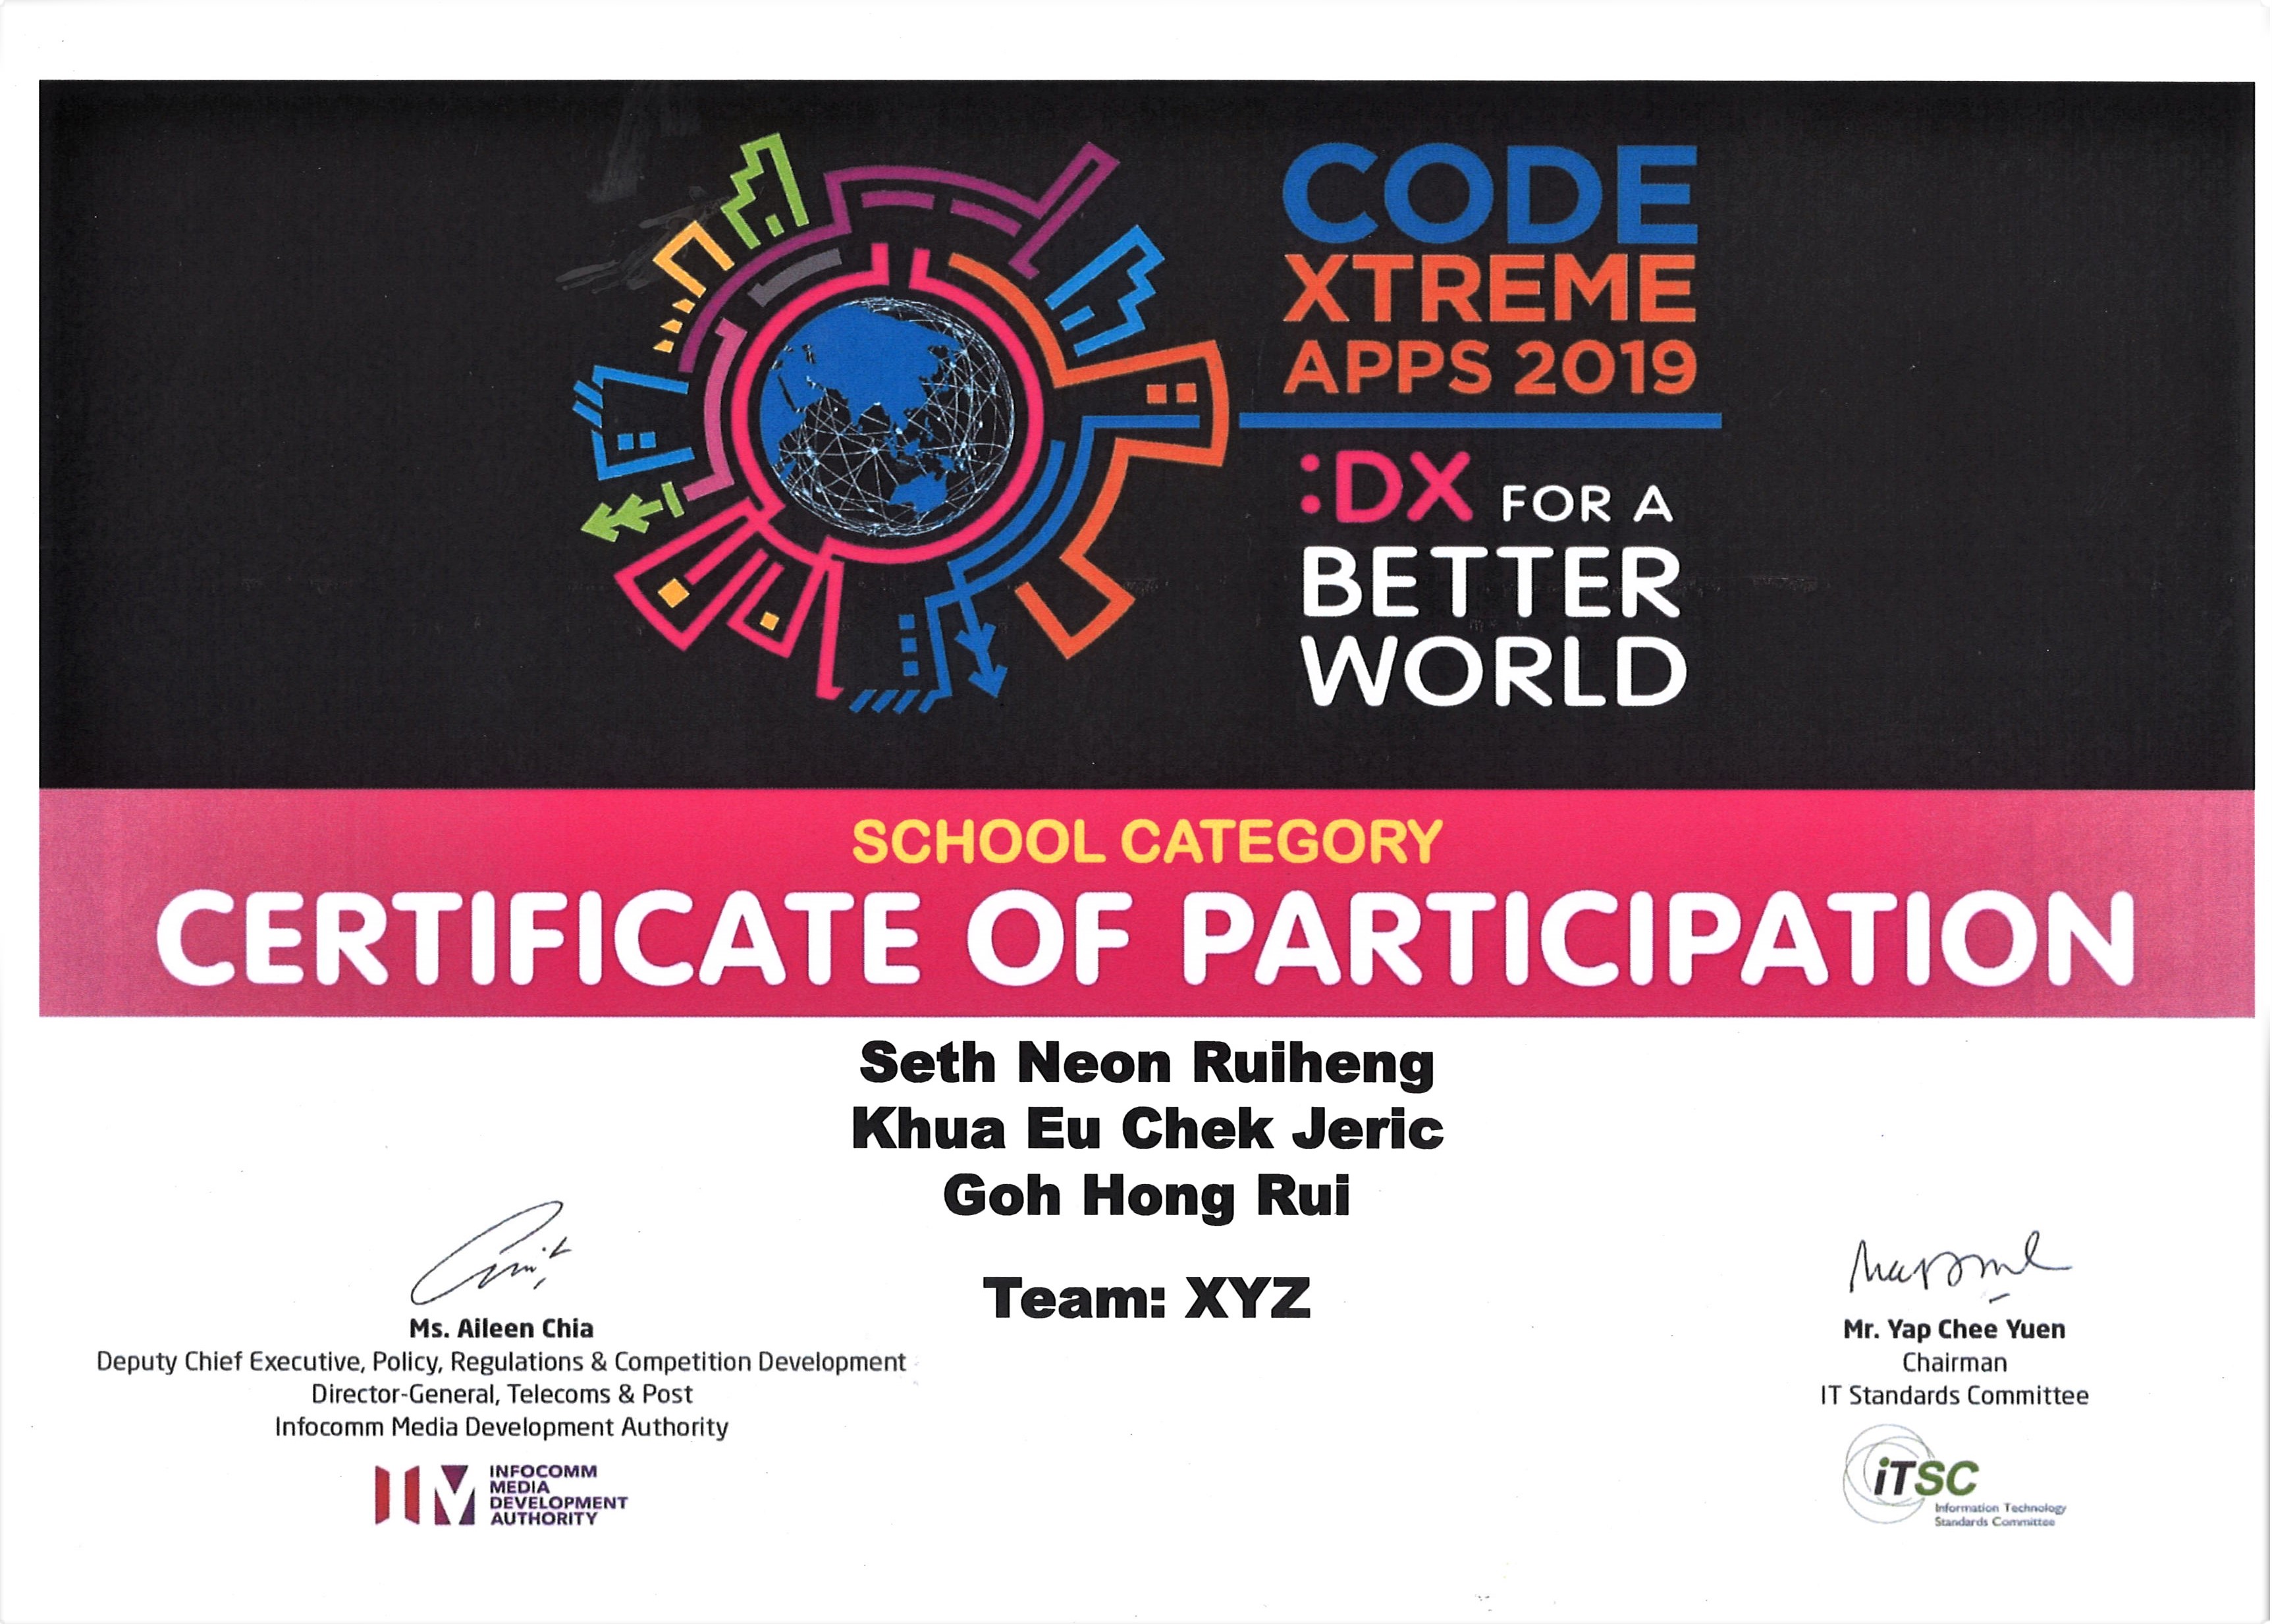 CODE
XTREME
APPS 2019
:DX FOR A
BETTER
WORLD
SCHOOL CATEGORY
CERTIFICATE OF PARTICIPATION
Seth Neon Ruiheng
Khua Eu Chek Jeric
Goh Hong Rui
Team: XYZ
Ms. Aileen Chia
Deputy Chief Executive, Policy, Regulations & Competition Development
Director-General, Telecoms & Post
Infocomm Media Development Authority
INFOCOMM
MEDIA
DEVELOPMENT
AUTHORITY
Mr. Yap Chee Yuen
Chairman
IT Standards Committee
iTSC
Information Technology
Standards Committee